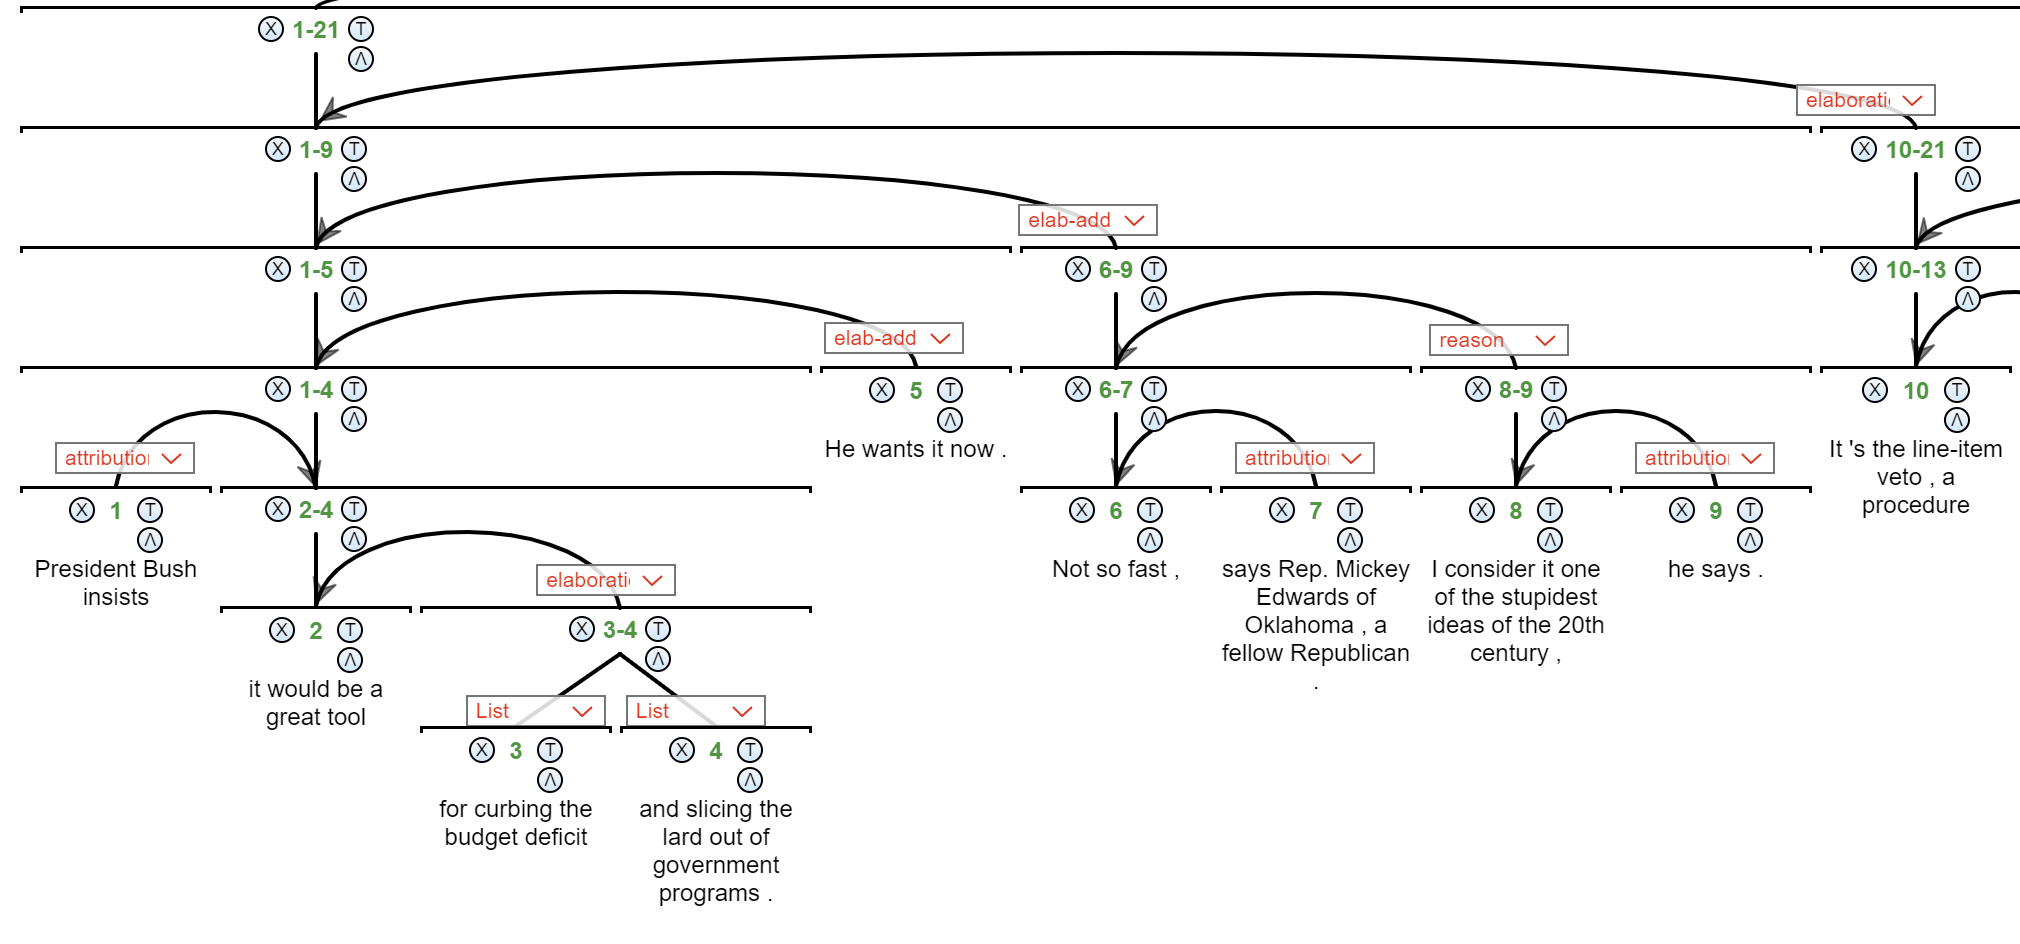 X 1-21 T
Λ
elaborati
X 1-9 T
Λ
X 10-21 T
Λ
elab-add
X 1-5 T
Λ
X 6-9 T
Λ
X 10-13 T
Λ
elab-add
reason
X 1-4 T
Λ
X 5 T
Λ
He wants it now .
X 6-7 T
Λ
X 8-9 T
Λ
X 10 T
Λ
It 's the line-item
veto , a
procedure
attribution
attribution
attribution
X 1 T
Λ
President Bush
insists
X 2-4 T
Λ
X 6 T
Λ
Not so fast ,
X 7 T
Λ
says Rep. Mickey
Edwards of
Oklahoma , a
fellow Republican
.
X 8 T
Λ
I consider it one
of the stupidest
ideas of the 20th
century ,
X 9 T
Λ
he says .
elaborati
X 2 T
Λ
it would be a
great tool
X 3-4 T
Λ
List
List
X 3 T
Λ
for curbing the
budget deficit
X 4 T
Λ
and slicing the
lard out of
government
programs .